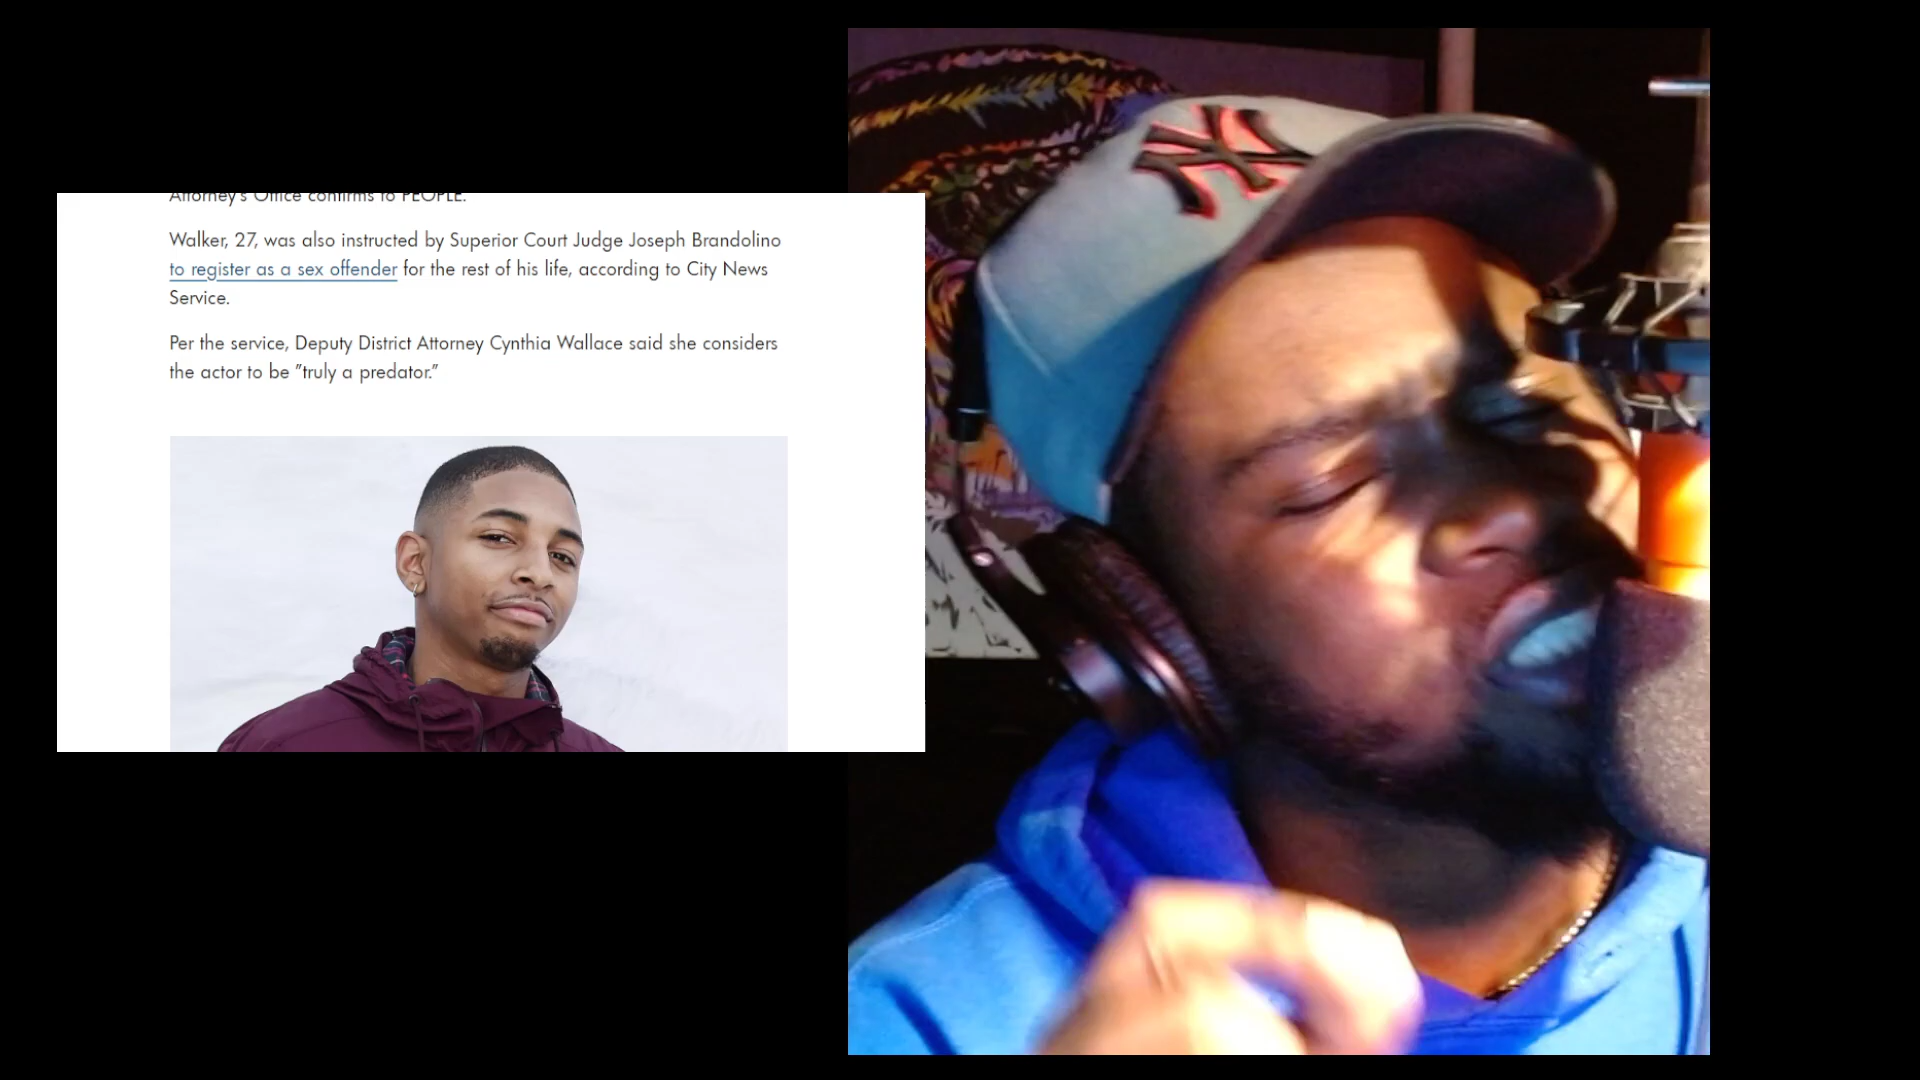 Attorney's Office confirms to PEOPLE.
Walker, 27, was also instructed by Superior Court Judge Joseph Brandolino
to register as a sex offender for the rest of his life, according to City News
Service.
Per the service, Deputy District Attorney Cynthia Wallace said she considers
the actor to be "truly a predator."
NY